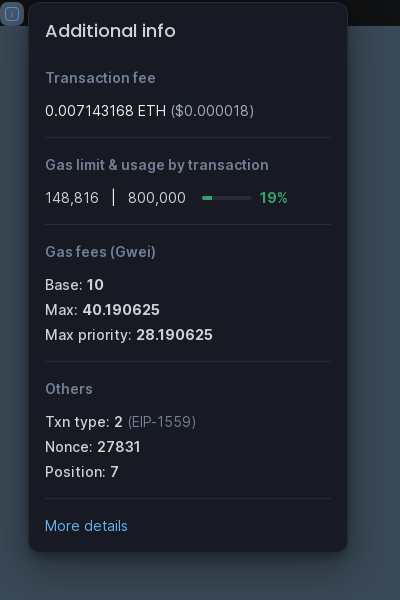 Additional info
Transaction fee
0.007143168 ETH ($0.000018)
Gas limit & usage by transaction
148,816 | 800,000 19%
Gas fees (Gwei)
Base: 10
Max: 40.190625
Max priority: 28.190625
Others
Txn type: 2 (EIP-1559)
Nonce: 27831
Position: 7
More details